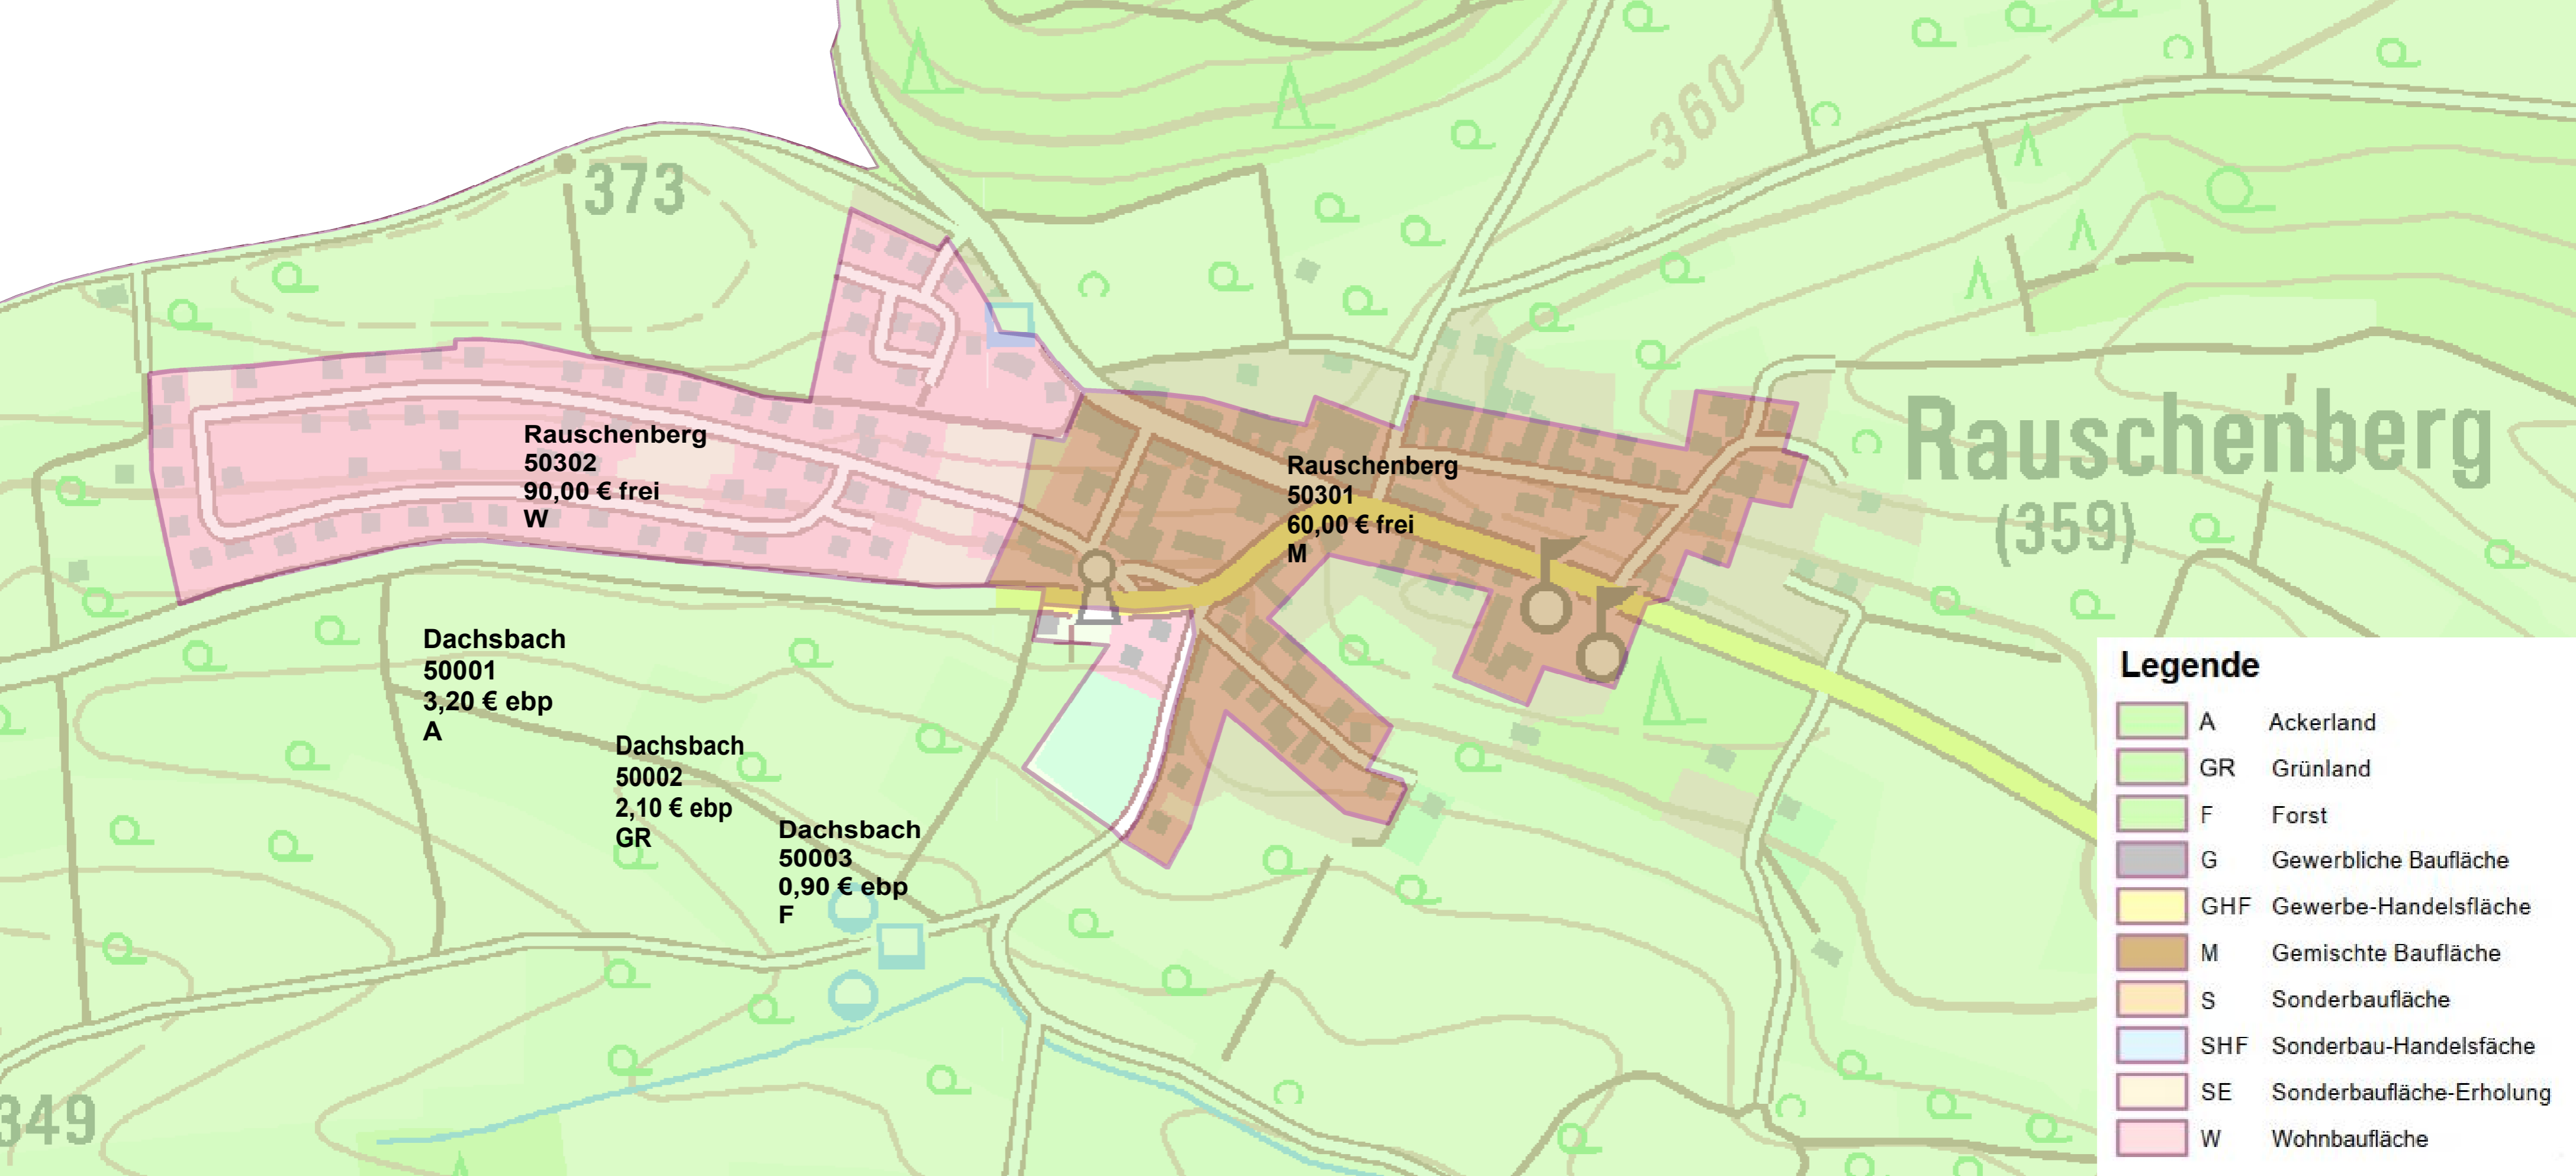 373
360
Rauschenberg
(359)
Rauschenberg
50302
90,00 € frei
W
Rauschenberg
50301
60,00 € frei
M
Dachsbach
50001
3,20 € ebp
A
Dachsbach
50002
2,10 € ebp
GR
Dachsbach
50003
0,90 € ebp
F
349
Legende
A Ackerland
GR Grünland
F Forst
G Gewerbliche Baufläche
GHF Gewerbe-Handelsfläche
M Gemischte Baufläche
S Sonderbaufläche
SHF Sonderbau-Handelsfäche
SE Sonderbaufläche-Erholung
W Wohnbaufläche